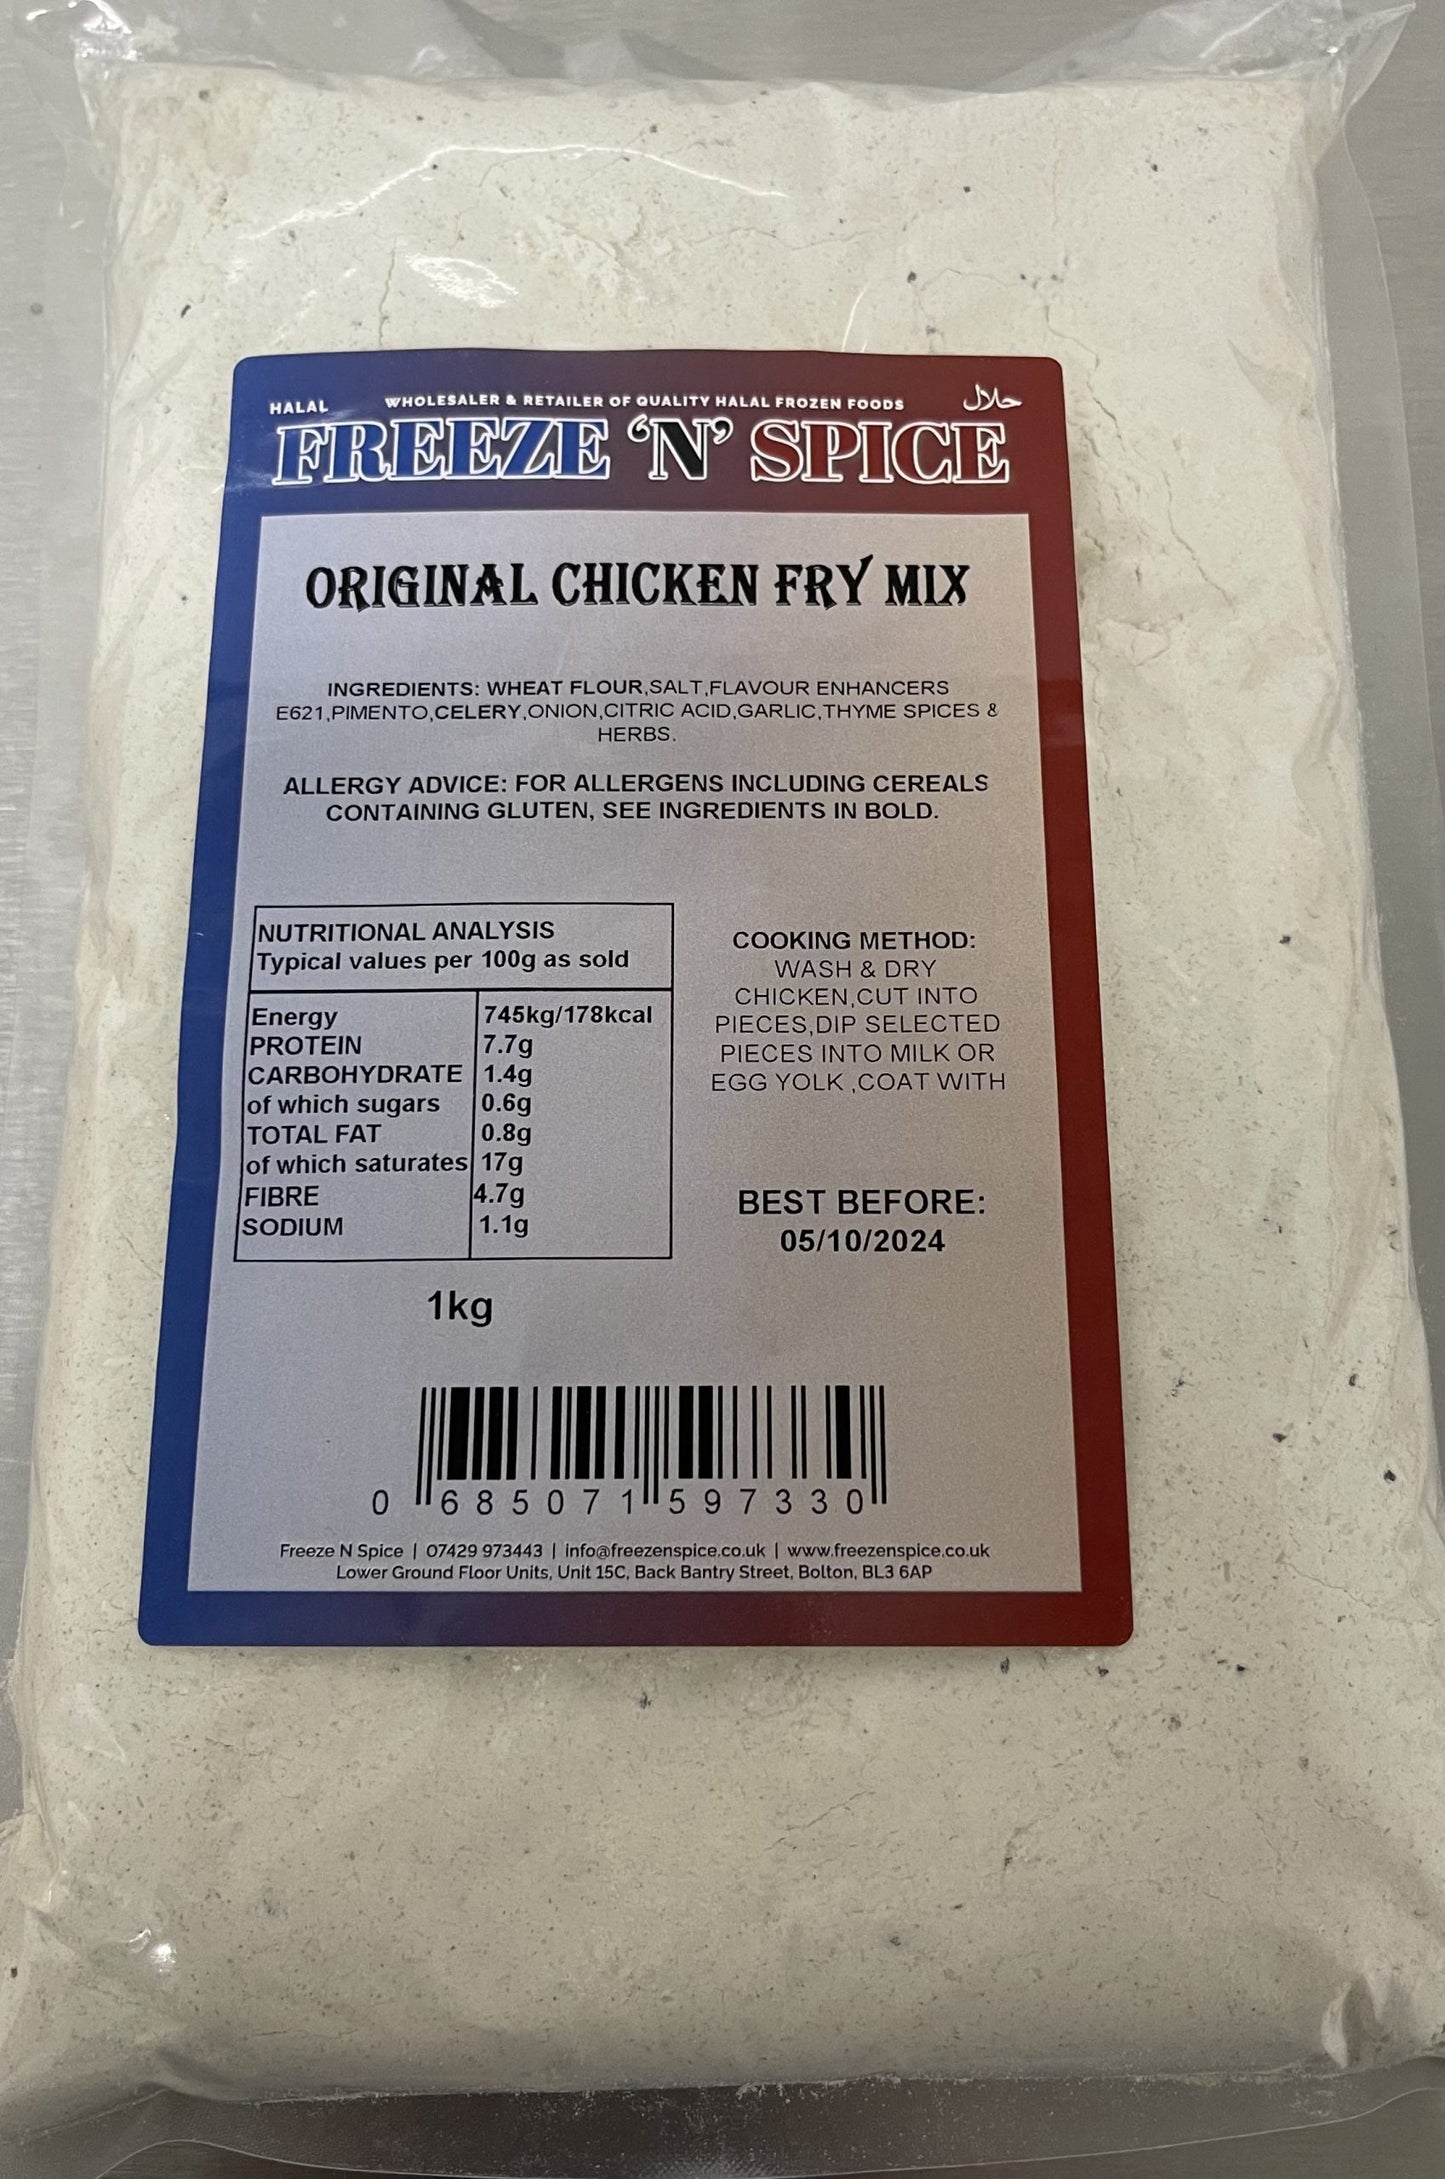 HALAL WHOLESALER & RETAILER OF QUALITY HALAL FROZEN FOODS حلال
FREEZE ‘N’ SPICE
ORIGINAL CHICKEN FRY MIX
INGREDIENTS: WHEAT FLOUR,SALT,FLAVOUR ENHANCERS
E621,PIMENTO,CELERY,ONION,CITRIC ACID,GARLIC,THYME SPICES &
HERBS.
ALLERGY ADVICE: FOR ALLERGENS INCLUDING CEREALS
CONTAINING GLUTEN, SEE INGREDIENTS IN BOLD.
NUTRITIONAL ANALYSIS
Typical values per 100g as sold
Energy 745kg/178kcal
PROTEIN 7.7g
CARBOHYDRATE 1.4g
of which sugars 0.6g
TOTAL FAT 0.8g
of which saturates 17g
FIBRE 4.7g
SODIUM 1.1g
COOKING METHOD:
WASH & DRY
CHICKEN,CUT INTO
PIECES,DIP SELECTED
PIECES INTO MILK OR
EGG YOLK ,COAT WITH
BEST BEFORE:
05/10/2024
1kg
0 685071 597330
Freeze N Spice | 07429 973443 | info@freezenspice.co.uk | www.freezenspice.co.uk
Lower Ground Floor Units, Unit 15C, Back Bantry Street, Bolton, BL3 6AP